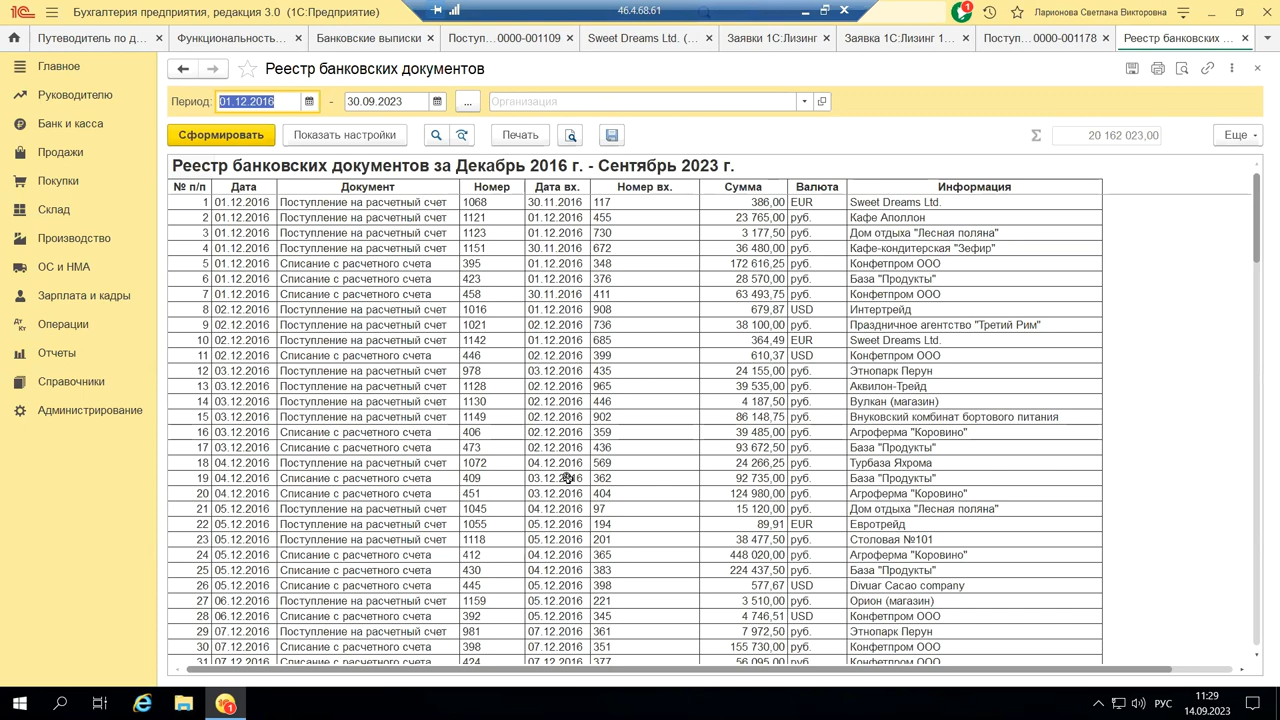 Бухгалтерия предприятия, редакция 3.0 (1С:Предприятие)
46.4.68.61
1
Ларионова Светлана Викторовна
Путеводитель по д...
Функциональность...
Банковские выписки
Поступ...0000-001109
Sweet Dreams Ltd. (...
Заявки 1С:Лизинг
Заявка 1С:Лизинг 1...
Поступ...0000-001178
Реестр банковских ...
Главное
Руководителю
Банк и касса
Продажи
Покупки
Склад
Производство
ОС и НМА
Зарплата и кадры
Операции
Отчеты
Справочники
Администрирование
Реестр банковских документов
Период: 01.12.2016 - 30.09.2023 ... Организация
Сформировать Показать настройки Печать Σ 20 162 023,00 Еще
Реестр банковских документов за Декабрь 2016 г. - Сентябрь 2023 г.
№ п/п Дата Документ Номер Дата вх. Номер вх. Сумма Валюта Информация
1 01.12.2016 Поступление на расчетный счет 1068 30.11.2016 117 386,00 EUR Sweet Dreams Ltd.
2 01.12.2016 Поступление на расчетный счет 1121 01.12.2016 455 23 765,00 руб. Кафе Аполлон
3 01.12.2016 Поступление на расчетный счет 1123 01.12.2016 730 3 177,50 руб. Дом отдыха "Лесная поляна"
4 01.12.2016 Поступление на расчетный счет 1151 30.11.2016 672 36 480,00 руб. Кафе-кондитерская "Зефир"
5 01.12.2016 Списание с расчетного счета 395 01.12.2016 348 172 616,25 руб. Конфетпром ООО
6 01.12.2016 Списание с расчетного счета 423 01.12.2016 376 28 570,00 руб. База "Продукты"
7 01.12.2016 Списание с расчетного счета 458 30.11.2016 411 63 493,75 руб. Конфетпром ООО
8 02.12.2016 Поступление на расчетный счет 1016 01.12.2016 908 679,87 USD Интертрейд
9 02.12.2016 Поступление на расчетный счет 1021 02.12.2016 736 38 100,00 руб. Праздничное агентство "Третий Рим"
10 02.12.2016 Поступление на расчетный счет 1142 01.12.2016 685 364,49 EUR Sweet Dreams Ltd.
11 02.12.2016 Списание с расчетного счета 446 02.12.2016 399 610,37 USD Конфетпром ООО
12 03.12.2016 Поступление на расчетный счет 978 03.12.2016 435 24 155,00 руб. Этнопарк Перун
13 03.12.2016 Поступление на расчетный счет 1128 02.12.2016 965 39 535,00 руб. Аквилон-Трейд
14 03.12.2016 Поступление на расчетный счет 1130 02.12.2016 446 4 187,50 руб. Вулкан (магазин)
15 03.12.2016 Поступление на расчетный счет 1149 02.12.2016 902 86 148,75 руб. Внуковский комбинат бортового питания
16 03.12.2016 Списание с расчетного счета 406 02.12.2016 359 39 485,00 руб. Агроферма "Коровино"
17 03.12.2016 Списание с расчетного счета 473 02.12.2016 436 93 672,50 руб. База "Продукты"
18 04.12.2016 Поступление на расчетный счет 1072 04.12.2016 569 24 266,25 руб. Турбаза Яхрома
19 04.12.2016 Списание с расчетного счета 409 03.12.2016 362 92 735,00 руб. База "Продукты"
20 04.12.2016 Списание с расчетного счета 451 03.12.2016 404 124 980,00 руб. Агроферма "Коровино"
21 05.12.2016 Поступление на расчетный счет 1045 04.12.2016 97 15 120,00 руб. Дом отдыха "Лесная поляна"
22 05.12.2016 Поступление на расчетный счет 1055 05.12.2016 194 89,91 EUR Евротрейд
23 05.12.2016 Поступление на расчетный счет 1118 05.12.2016 201 38 477,50 руб. Столовая №101
24 05.12.2016 Списание с расчетного счета 412 04.12.2016 365 448 020,00 руб. Агроферма "Коровино"
25 05.12.2016 Списание с расчетного счета 430 04.12.2016 383 224 437,50 руб. База "Продукты"
26 05.12.2016 Списание с расчетного счета 445 05.12.2016 398 577,67 USD Divuar Cacao company
27 06.12.2016 Поступление на расчетный счет 1159 05.12.2016 221 3 510,00 руб. Орион (магазин)
28 06.12.2016 Списание с расчетного счета 392 05.12.2016 345 4 746,51 USD Конфетпром ООО
29 07.12.2016 Поступление на расчетный счет 981 07.12.2016 361 7 972,50 руб. Этнопарк Перун
30 07.12.2016 Списание с расчетного счета 398 07.12.2016 351 155 730,00 руб. Конфетпром ООО
31 07.12.2016 Списание с расчетного счета 424 07.12.2016 377 56 095,00 руб. Конфетпром ООО
РУС
11:29
14.09.2023